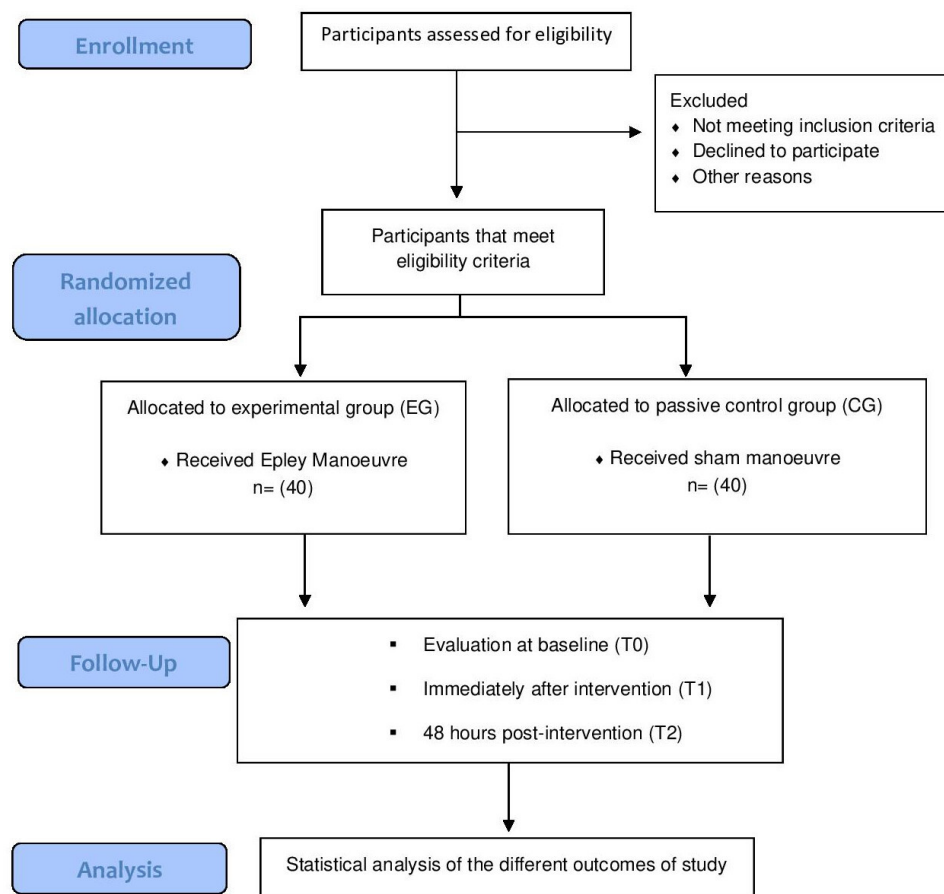 Enrollment
Participants assessed for eligibility
Excluded
♦ Not meeting inclusion criteria
♦ Declined to participate
♦ Other reasons
Participants that meet
eligibility criteria
Randomized
allocation
Allocated to experimental group (EG)
♦ Received Epley Manoeuvre
n= (40)
Allocated to passive control group (CG)
♦ Received sham manoeuvre
n= (40)
Follow-Up
▪ Evaluation at baseline (T0)
▪ Immediately after intervention (T1)
▪ 48 hours post-intervention (T2)
Analysis
Statistical analysis of the different outcomes of study